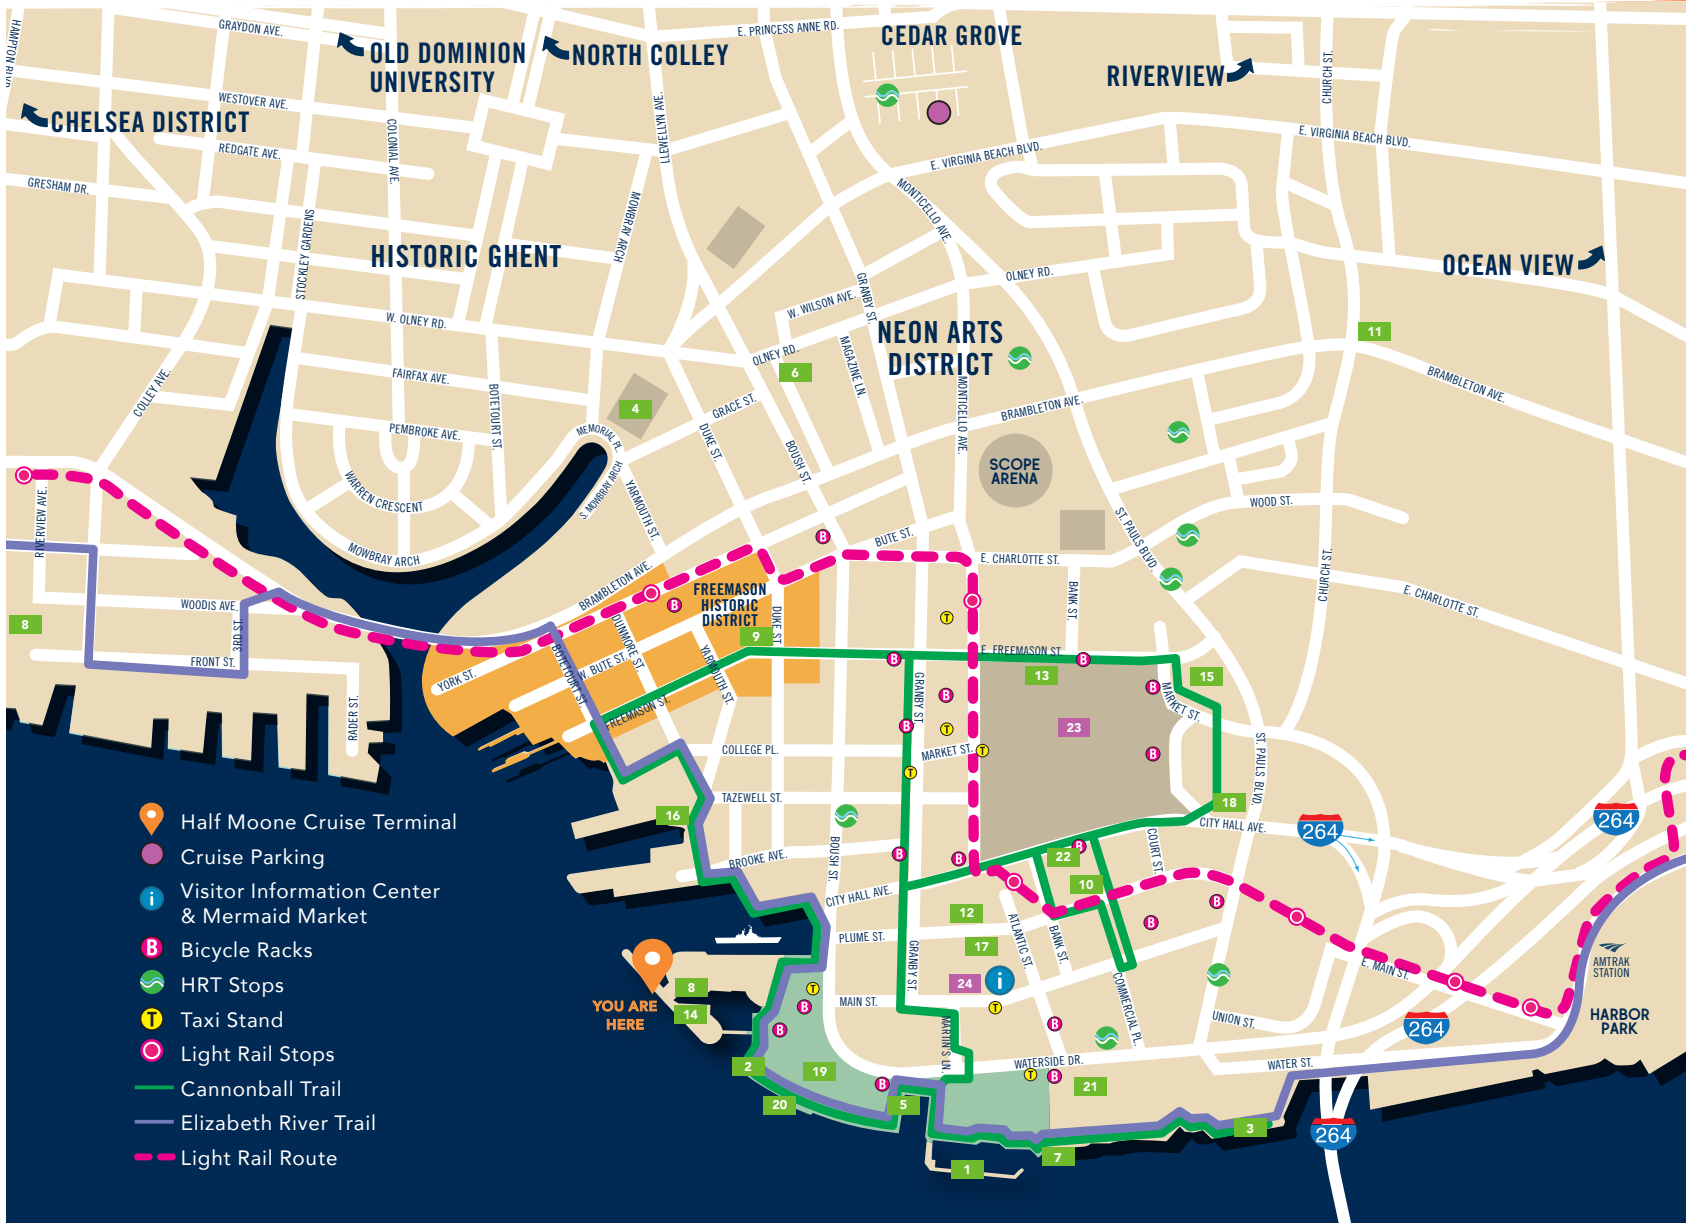 HAMPTON BLVD.
GRAYDON AVE.
OLD DOMINION
UNIVERSITY
NORTH COLLEY
E. PRINCESS ANNE RD.
CEDAR GROVE
RIVERVIEW
CHURCH ST.
CHELSEA DISTRICT
WESTOVER AVE.
COLONIAL AVE.
LLEWELLYN AVE.
REDGATE AVE.
GRESHAM DR.
E. VIRGINIA BEACH BLVD.
E. VIRGINIA BEACH BLVD.
MONTICELLO AVE.
MOWBRAY ARCH
STOCKLEY GARDENS
HISTORIC GHENT
OCEAN VIEW
OLNEY RD.
GRANBY ST.
W. WILSON AVE.
W. OLNEY RD.
NEON ARTS
DISTRICT
11
OLNEY RD.
MAGAZINE LN.
6
FAIRFAX AVE.
COLLEY AVE.
BOTETOURT ST.
MONTICELLO AVE.
BRAMBLETON AVE.
BRAMBLETON AVE.
4
GRACE ST.
PEMBROKE AVE.
MEMORIAL PL.
DUKE ST.
BOUSH ST.
SCOPE
ARENA
WARREN CRESCENT
S. MOWBRAY ARCH
YARMOUTH ST.
WOOD ST.
ST. PAULS BLVD.
RIVERVIEW AVE.
MOWBRAY ARCH
B
BUTE ST.
E. CHARLOTTE ST.
BANK ST.
CHURCH ST.
E. CHARLOTTE ST.
BRAMBLETON AVE.
FREEMASON
HISTORIC
DISTRICT
B
DUKE ST.
WOODIS AVE.
3RD ST.
8
T
9
DUNMORE ST.
FRONT ST.
YORK ST.
BOTETOURT ST.
W. BUTE ST.
YARMOUTH ST.
FREEMASON ST.
E. FREEMASON ST.
B
B
13
15
B
MARKET ST.
GRANBY ST.
B
B
T
23
RADER ST.
COLLEGE PL.
MARKET ST.
T
B
T
ST. PAULS BLVD.
TAZEWELL ST.
18
16
Half Moone Cruise Terminal
CITY HALL AVE.
264
264
Cruise Parking
BROOKE AVE.
BOUSH ST.
B
B
22
B
COURT ST.
i
Visitor Information Center
& Mermaid Market
CITY HALL AVE.
10
B
B
12
B
Bicycle Racks
PLUME ST.
17
ATLANTIC ST.
BANK ST.
GRANBY ST.
AMTRAK
STATION
E. MAIN ST.
HRT Stops
8
24
i
T
MAIN ST.
T
B
COMMERCIAL PL.
YOU ARE
HERE
14
T
Taxi Stand
B
B
MARTIN'S LN.
UNION ST.
264
HARBOR
PARK
Light Rail Stops
2
19
WATERSIDE DR.
WATER ST.
T
B
21
B
Cannonball Trail
20
5
Elizabeth River Trail
3
264
7
Light Rail Route
1